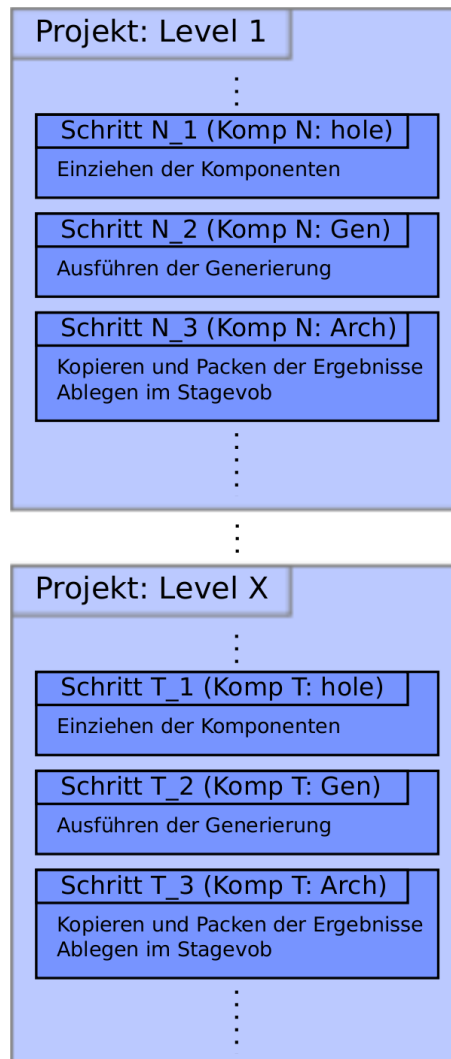 Projekt: Level 1
Schritt N_1 (Komp N: hole)
Einziehen der Komponenten
Schritt N_2 (Komp N: Gen)
Ausführen der Generierung
Schritt N_3 (Komp N: Arch)
Kopieren und Packen der Ergebnisse
Ablegen im Stagevob
Projekt: Level X
Schritt T_1 (Komp T: hole)
Einziehen der Komponenten
Schritt T_2 (Komp T: Gen)
Ausführen der Generierung
Schritt T_3 (Komp T: Arch)
Kopieren und Packen der Ergebnisse
Ablegen im Stagevob